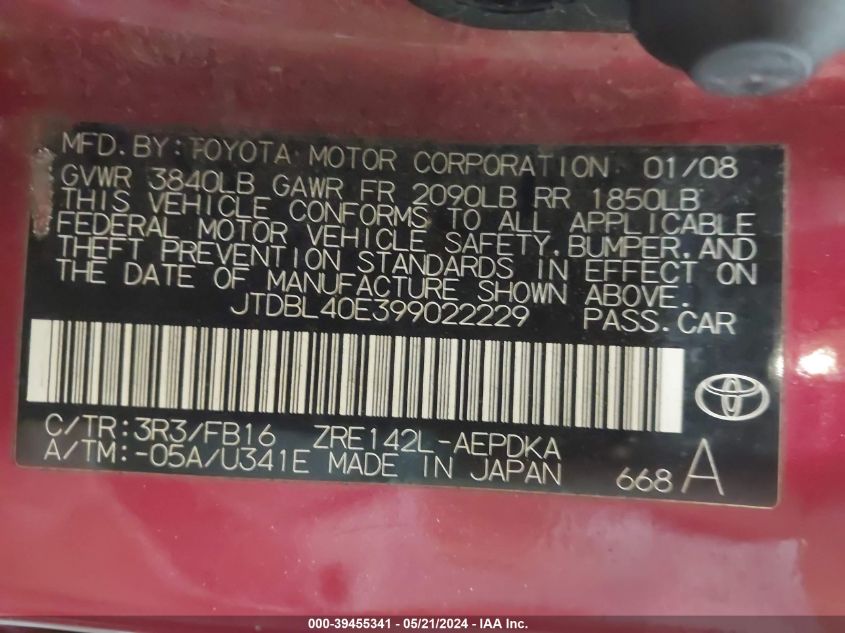 MFD. BY: TOYOTA MOTOR CORPORATION 01/08
GVWR 3840LB GAWR FR 2090LB RR 1850LB
THIS VEHICLE CONFORMS TO ALL APPLICABLE
FEDERAL MOTOR VEHICLE SAFETY, BUMPER, AND
THEFT PREVENTION STANDARDS IN EFFECT ON
THE DATE OF MANUFACTURE SHOWN ABOVE.
JTDBL40E399022229 PASS. CAR
C/TR: 3R3/FB16 ZRE142L-AEPDKA
A/TM: -05A/U341E MADE IN JAPAN 668 A
000-39455341 - 05/21/2024 - IAA Inc.